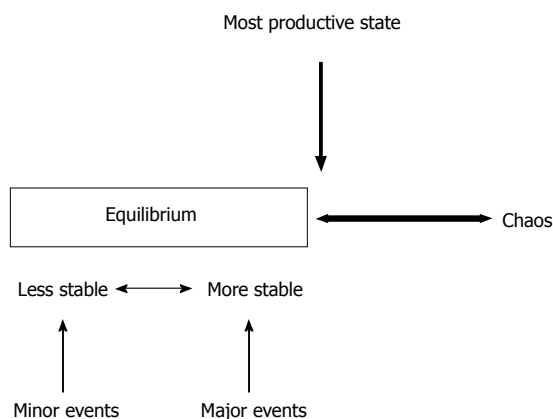 Most productive state
Equilibrium
Chaos
Less stable
More stable
Minor events
Major events